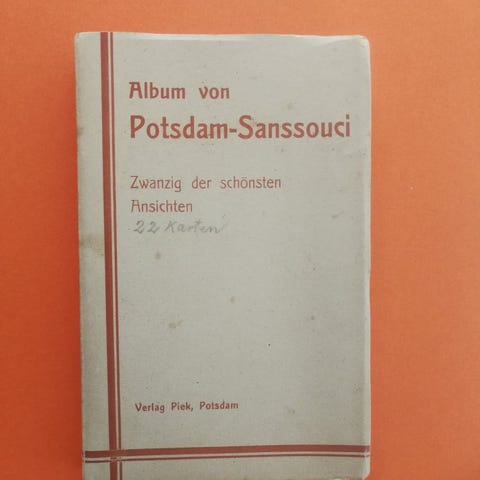 Album von
Potsdam-Sanssouci
Zwanzig der schönsten
Ansichten
22 Karten
Verlag Piek, Potsdam